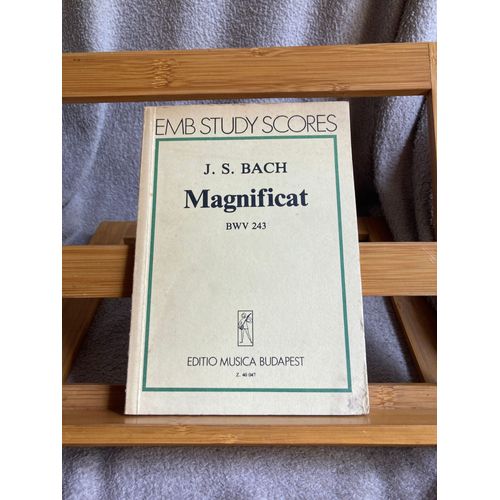 EMB STUDY SCORES
J. S. BACH
Magnificat
BWV 243
EDITIO MUSICA BUDAPEST
Z. 40 047